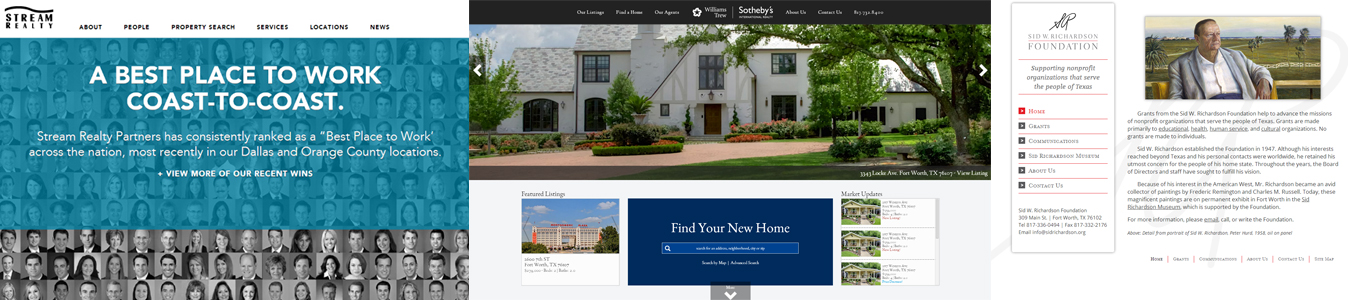 STREAM
REALTY
ABOUT PEOPLE PROPERTY SEARCH SERVICES LOCATIONS NEWS
A BEST PLACE TO WORK
COAST-TO-COAST.
Stream Realty Partners has consistently ranked as a “Best Place to Work’
across the nation, most recently in our Dallas and Orange County locations.
+ VIEW MORE OF OUR RECENT WINS
Our Listings Find a Home Our Agents Williams Trew Sotheby's INTERNATIONAL REALTY About Us Contact Us 817.732.8400
3343 Locke Ave. Fort Worth, TX 76107 - View Listing
Featured Listings
2600 7th ST
Fort Worth, TX 76107
Find Your New Home
search for an address, neighborhood, city or zip
Search by Map | Advanced Search
Market Updates
More
SID W. RICHARDSON
FOUNDATION
Supporting nonprofit
organizations that serve
the people of Texas
HOME
GRANTS
COMMUNICATIONS
SID RICHARDSON MUSEUM
ABOUT US
CONTACT US
Sid W. Richardson Foundation
309 Main St. | Fort Worth, TX 76102
Tel 817-336-0494 | Fax 817-332-2176
Email info@sidrichardson.org
Grants from the Sid W. Richardson Foundation help to advance the missions
of nonprofit organizations that serve the people of Texas. Grants are made
primarily to educational, health, human service, and cultural organizations. No
grants are made to individuals.
Sid W. Richardson established the Foundation in 1947. Although his interests
reached beyond Texas and his personal contacts were worldwide, he retained his
utmost concern for the people of his home state. Throughout the years, the Board
of Directors and staff have sought to fulfill his vision.
Because of his interest in the American West, Mr. Richardson became an avid
collector of paintings by Frederic Remington and Charles M. Russell. Today, these
magnificent paintings are on permanent exhibit in Fort Worth in the Sid
Richardson Museum, which is supported by the Foundation.
For more information, please email, call, or write the Foundation.
Above: Detail from portrait of Sid W. Richardson, Peter Hurd, 1958, oil on panel
HOME | GRANTS | COMMUNICATIONS | ABOUT US | CONTACT US | SITE MAP